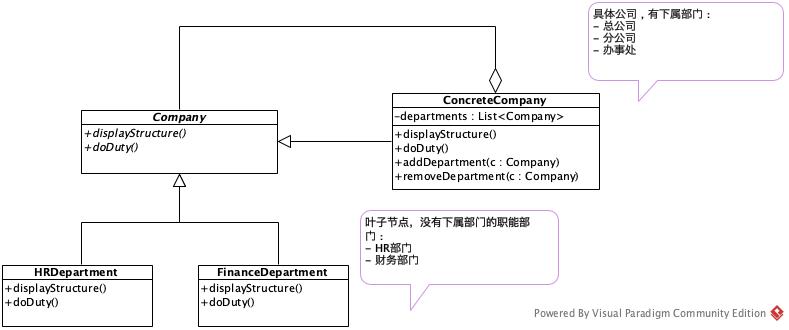 具体公司，有下属部门：
- 总公司
- 分公司
- 办事处
ConcreteCompany
-departments : List<Company>
+displayStructure()
+doDuty()
+addDepartment(c : Company)
+removeDepartment(c : Company)
Company
+displayStructure()
+doDuty()
叶子节点，没有下属部门的职能部
门：
- HR部门
- 财务部门
HRDepartment
+displayStructure()
+doDuty()
FinanceDepartment
+displayStructure()
+doDuty()
Powered By Visual Paradigm Community Edition